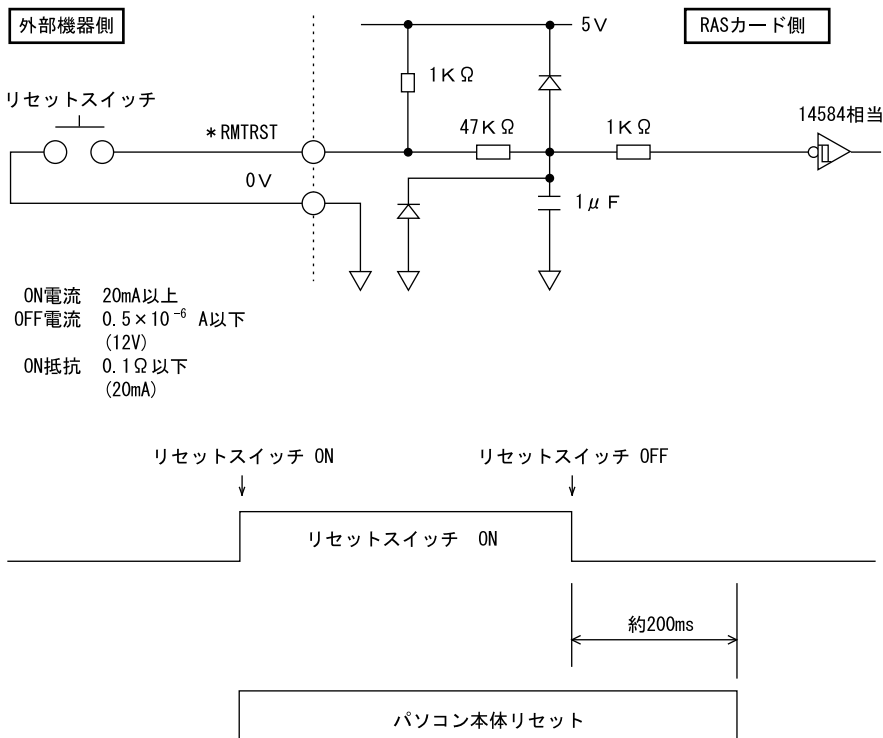 外部機器側
RASカード側
5V
1KΩ
リセットスイッチ
14584相当
*RMTRST
47KΩ
1KΩ
0V
1μF
ON電流 20mA以上
OFF電流 0.5×10⁻⁶ A以下
(12V)
ON抵抗 0.1Ω以下
(20mA)
リセットスイッチ ON
リセットスイッチ OFF
リセットスイッチ ON
約200ms
パソコン本体リセット